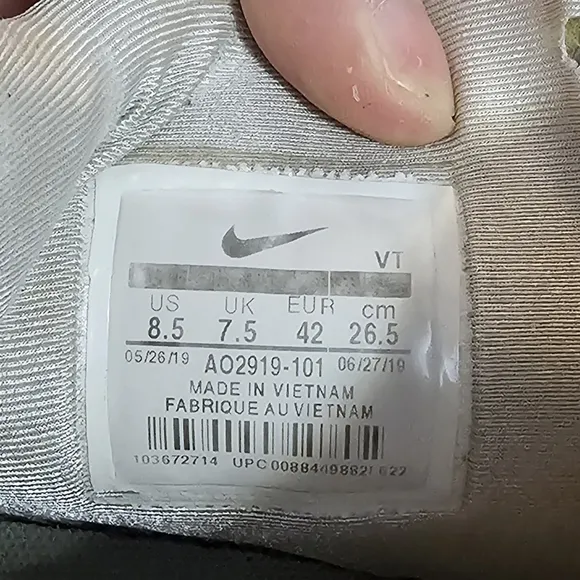 VT
US UK EUR cm
8.5 7.5 42 26.5
05/26/19 AO2919-101 06/27/19
MADE IN VIETNAM
FABRIQUE AU VIETNAM
103672714 UPC